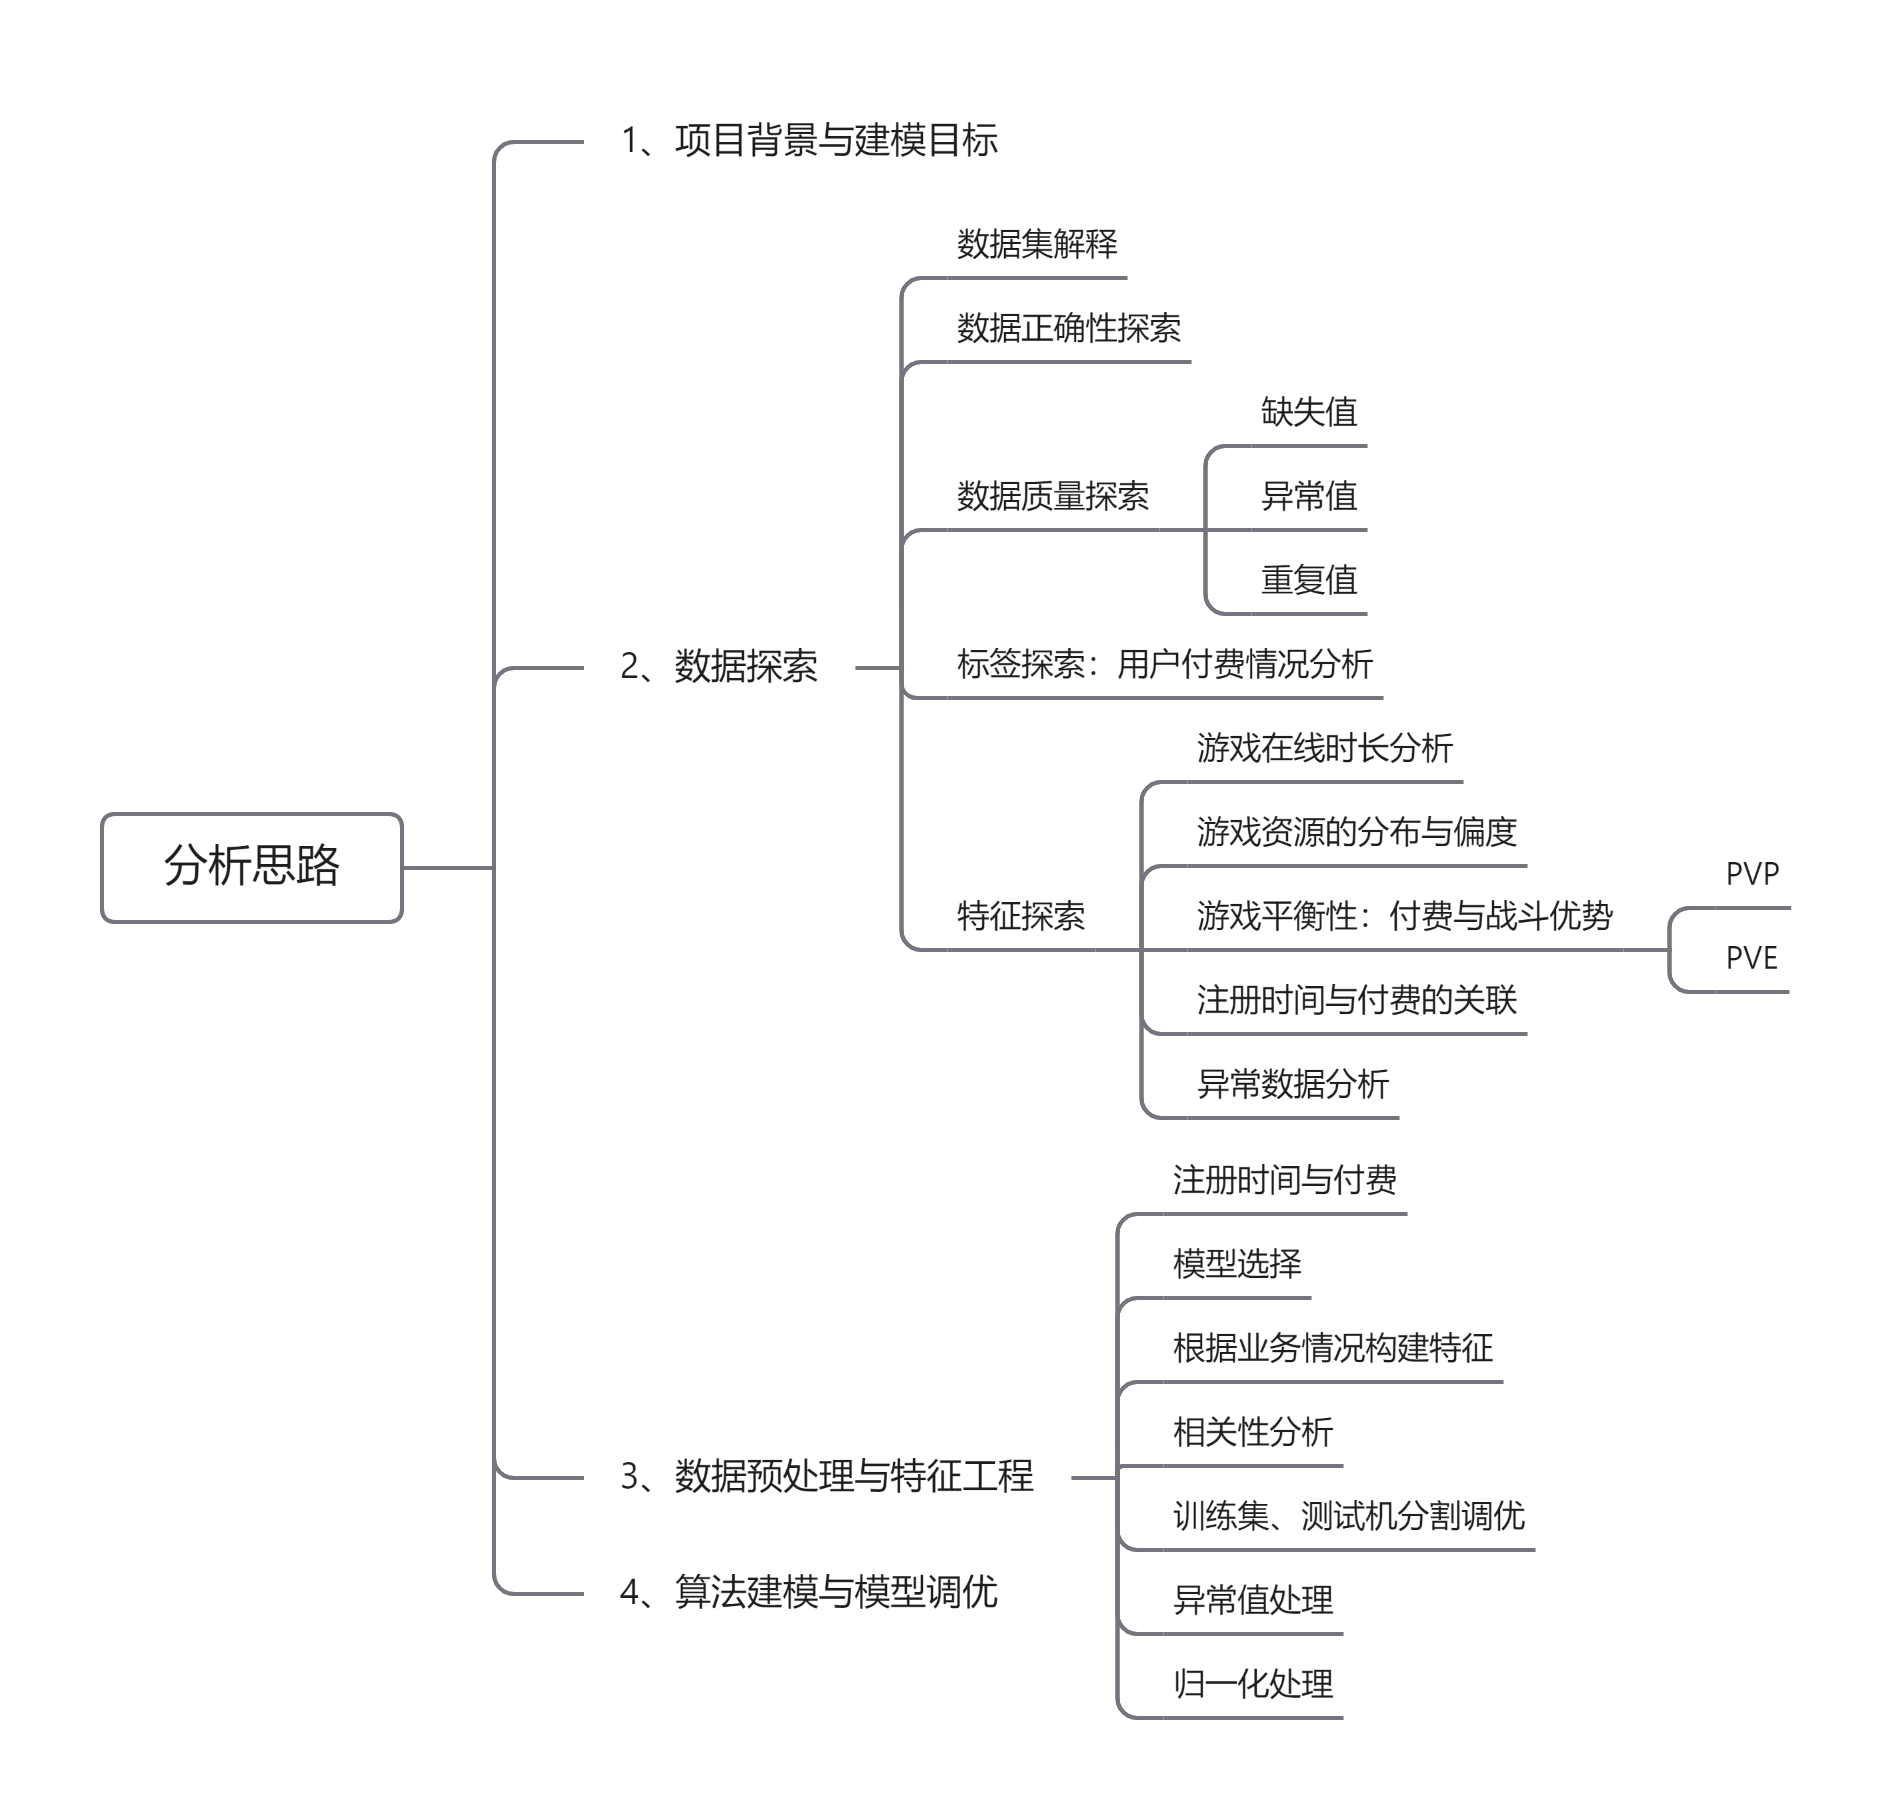 分析思路
1、项目背景与建模目标
2、数据探索
数据集解释
数据正确性探索
数据质量探索
缺失值
异常值
重复值
标签探索：用户付费情况分析
特征探索
游戏在线时长分析
游戏资源的分布与偏度
游戏平衡性：付费与战斗优势
PVP
PVE
注册时间与付费的关联
异常数据分析
3、数据预处理与特征工程
注册时间与付费
模型选择
根据业务情况构建特征
相关性分析
训练集、测试机分割调优
异常值处理
归一化处理
4、算法建模与模型调优